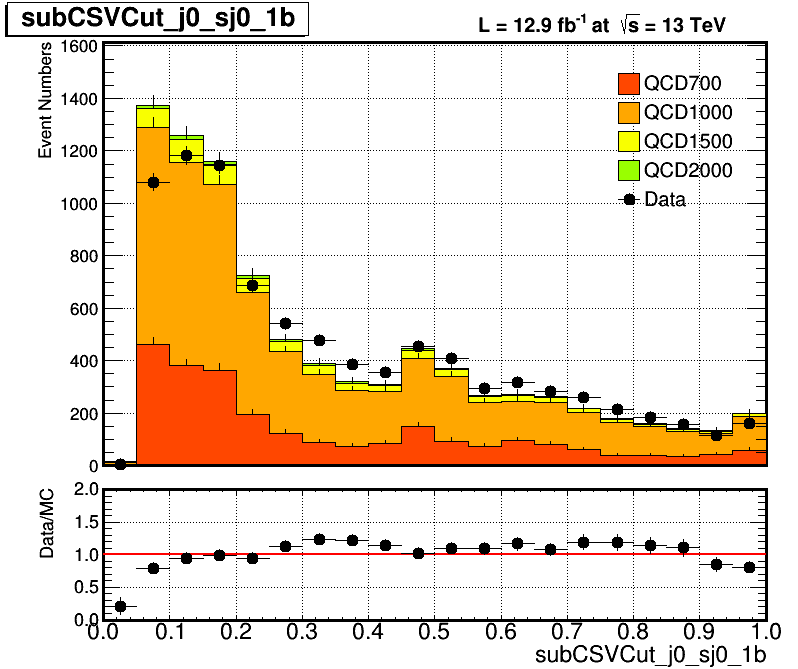 subCSVCut_j0_sj0_1b
L = 12.9 fb⁻¹ at √s = 13 TeV
Event Numbers
1600
1400
1200
1000
800
600
400
200
0
QCD700
QCD1000
QCD1500
QCD2000
Data
Data/MC
2.0
1.5
1.0
0.5
0.0
0.0 0.1 0.2 0.3 0.4 0.5 0.6 0.7 0.8 0.9 1.0
subCSVCut_j0_sj0_1b